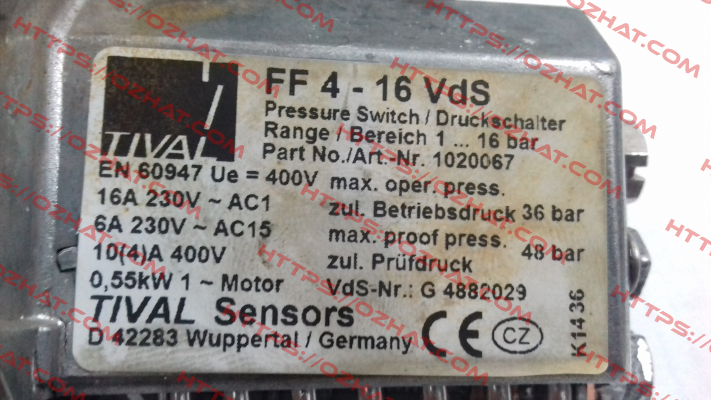 TIVAL
FF 4 - 16 VdS
Pressure Switch / Druckschalter
Range / Bereich 1 ... 16 bar
Part No./Art.-Nr. 1020067
EN 60947 Ue = 400V
16A 230V ~ AC1
6A 230V ~ AC15
10(4)A 400V
0,55kW 1 ~ Motor
max. oper. press.
zul. Betriebsdruck 36 bar
max. proof press. 48 bar
zul. Prüfdruck
VdS-Nr.: G 4882029
TIVAL Sensors
D 42283 Wuppertal / Germany
CE
CZ
K1436
HTTPS://OZHAT.COM